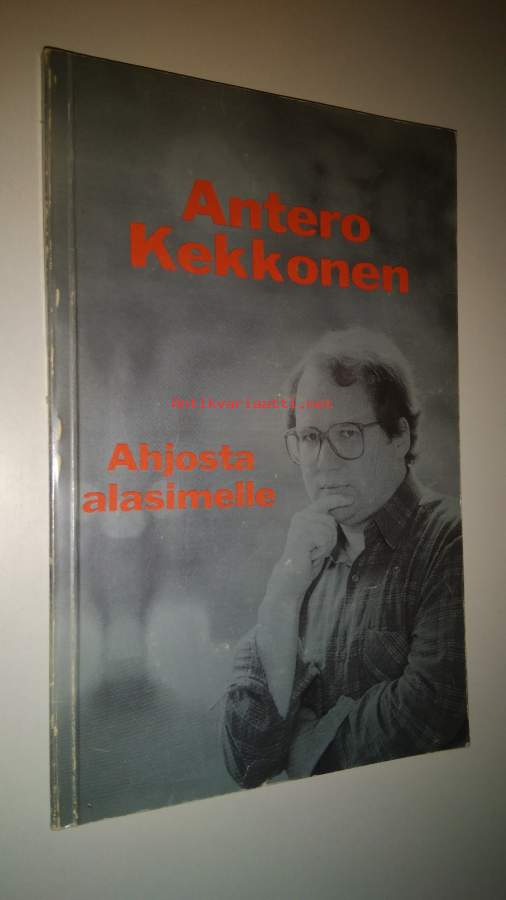 Antero
Kekkonen
Antikvariaatti.net
Ahjosta
alasimelle